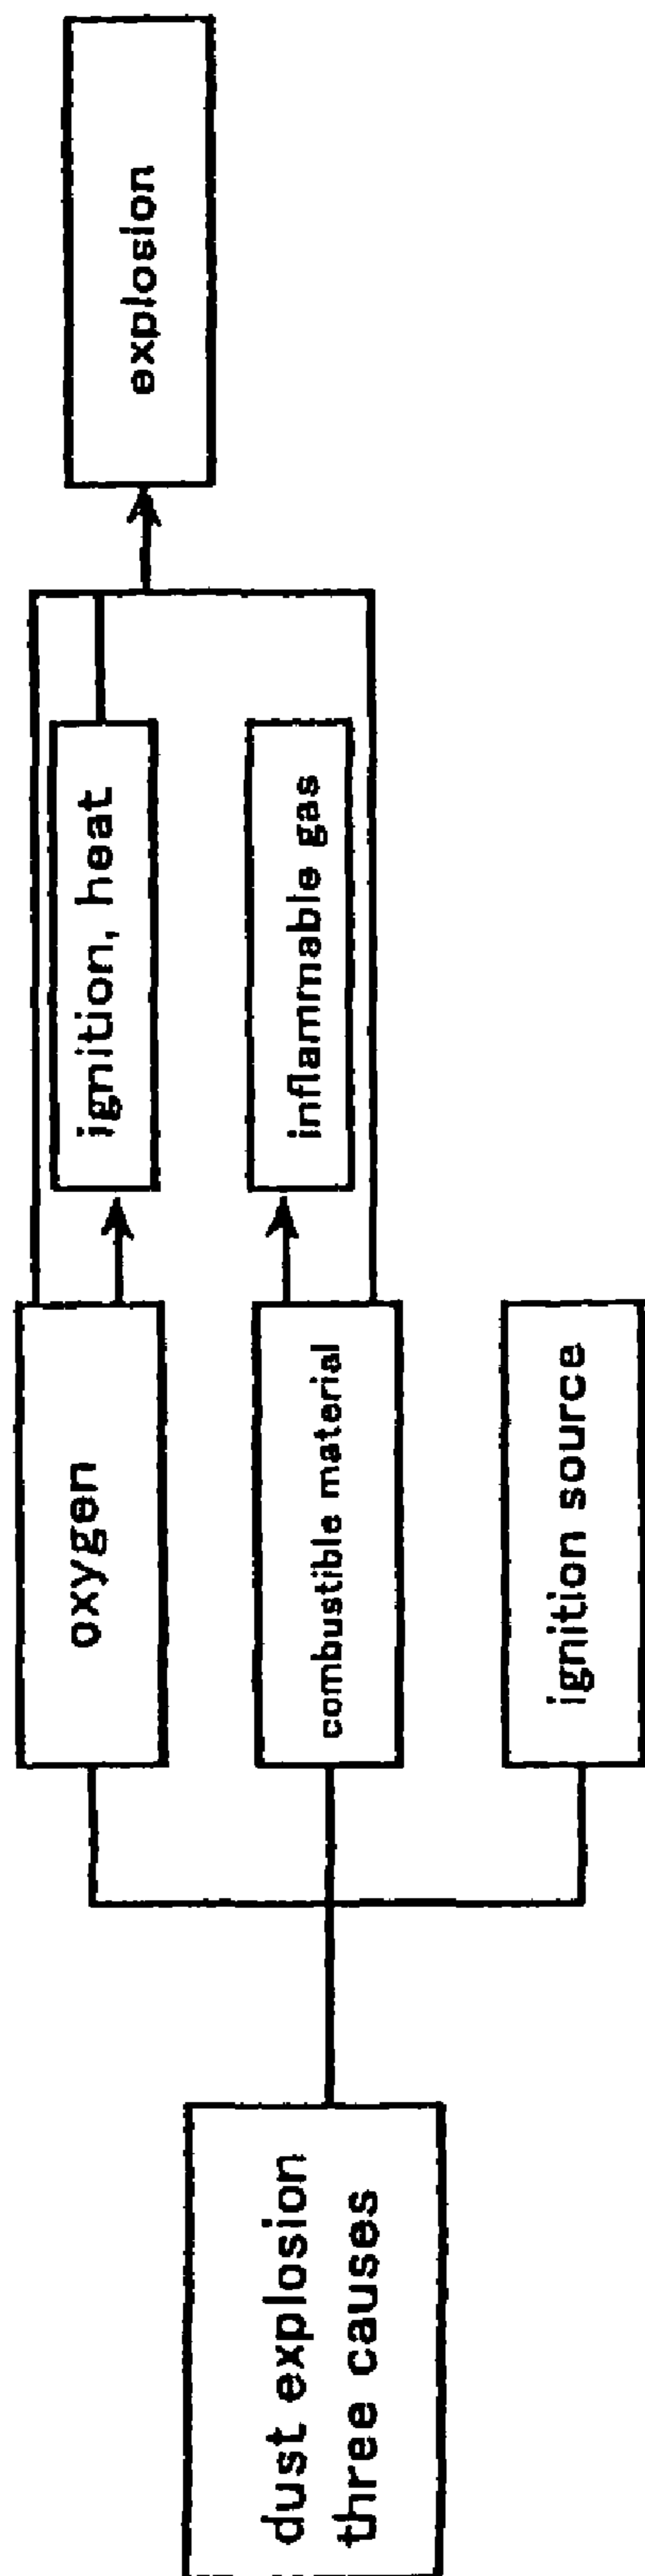 dust explosion
three causes
oxygen
combustible material
ignition source
ignition, heat
inflammable gas
explosion